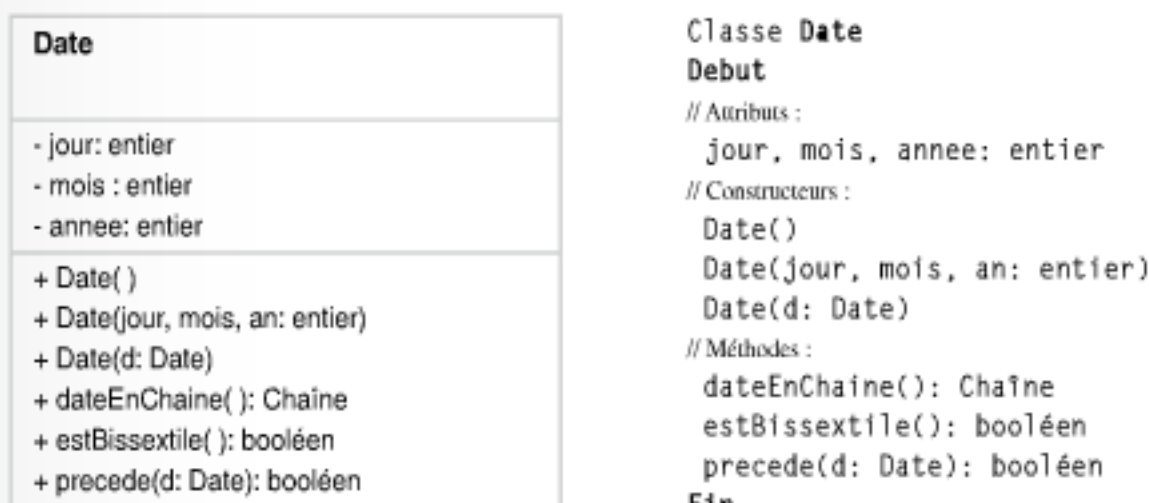 Date
- jour: entier
- mois : entier
- annee: entier
+ Date( )
+ Date(jour, mois, an: entier)
+ Date(d: Date)
+ dateEnChaine( ): Chaîne
+ estBissextile( ): booléen
+ precede(d: Date): booléen
Classe Date
Debut
// Attributs :
jour, mois, annee: entier
// Constructeurs :
Date()
Date(jour, mois, an: entier)
Date(d: Date)
// Méthodes :
dateEnChaine(): Chaîne
estBissextile(): booléen
precede(d: Date): booléen
Fin